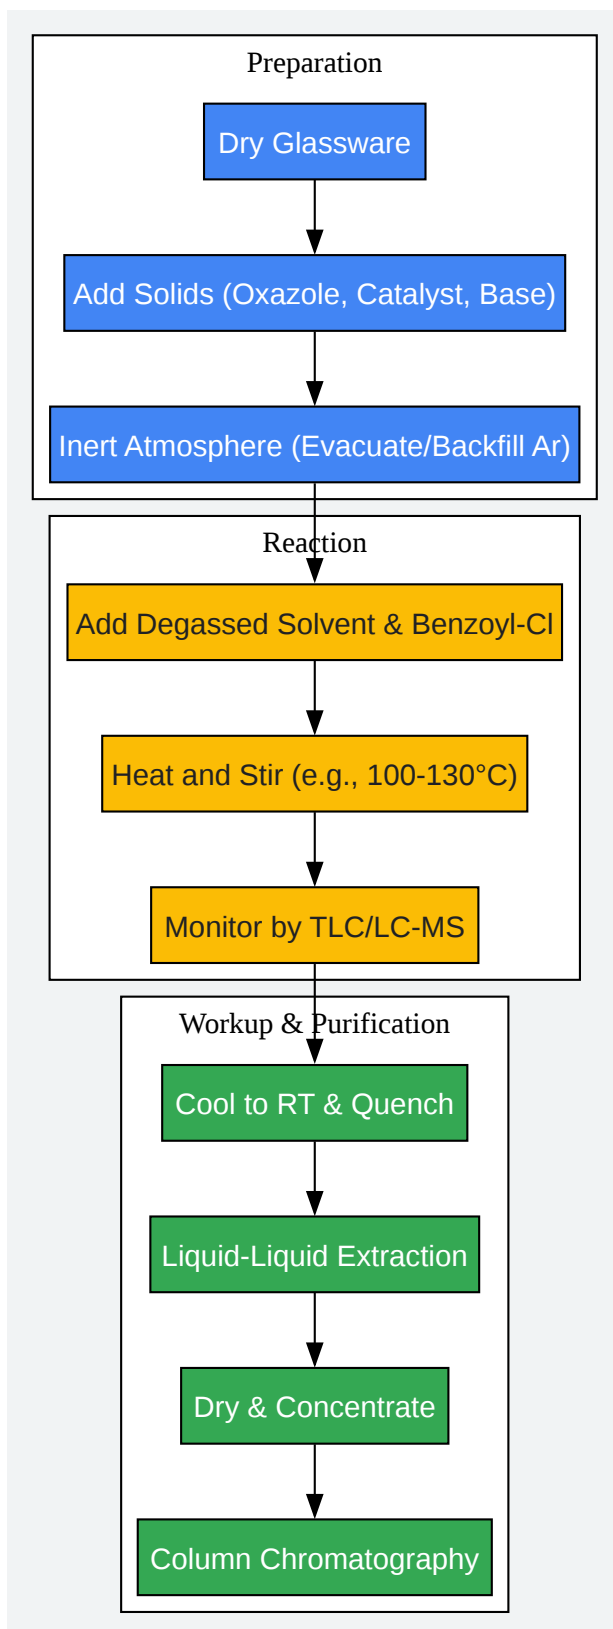 Preparation
Dry Glassware
Add Solids (Oxazole, Catalyst, Base)
Inert Atmosphere (Evacuate/Backfill Ar)
Reaction
Add Degassed Solvent & Benzoyl-Cl
Heat and Stir (e.g., 100-130°C)
Monitor by TLC/LC-MS
Workup & Purification
Cool to RT & Quench
Liquid-Liquid Extraction
Dry & Concentrate
Column Chromatography